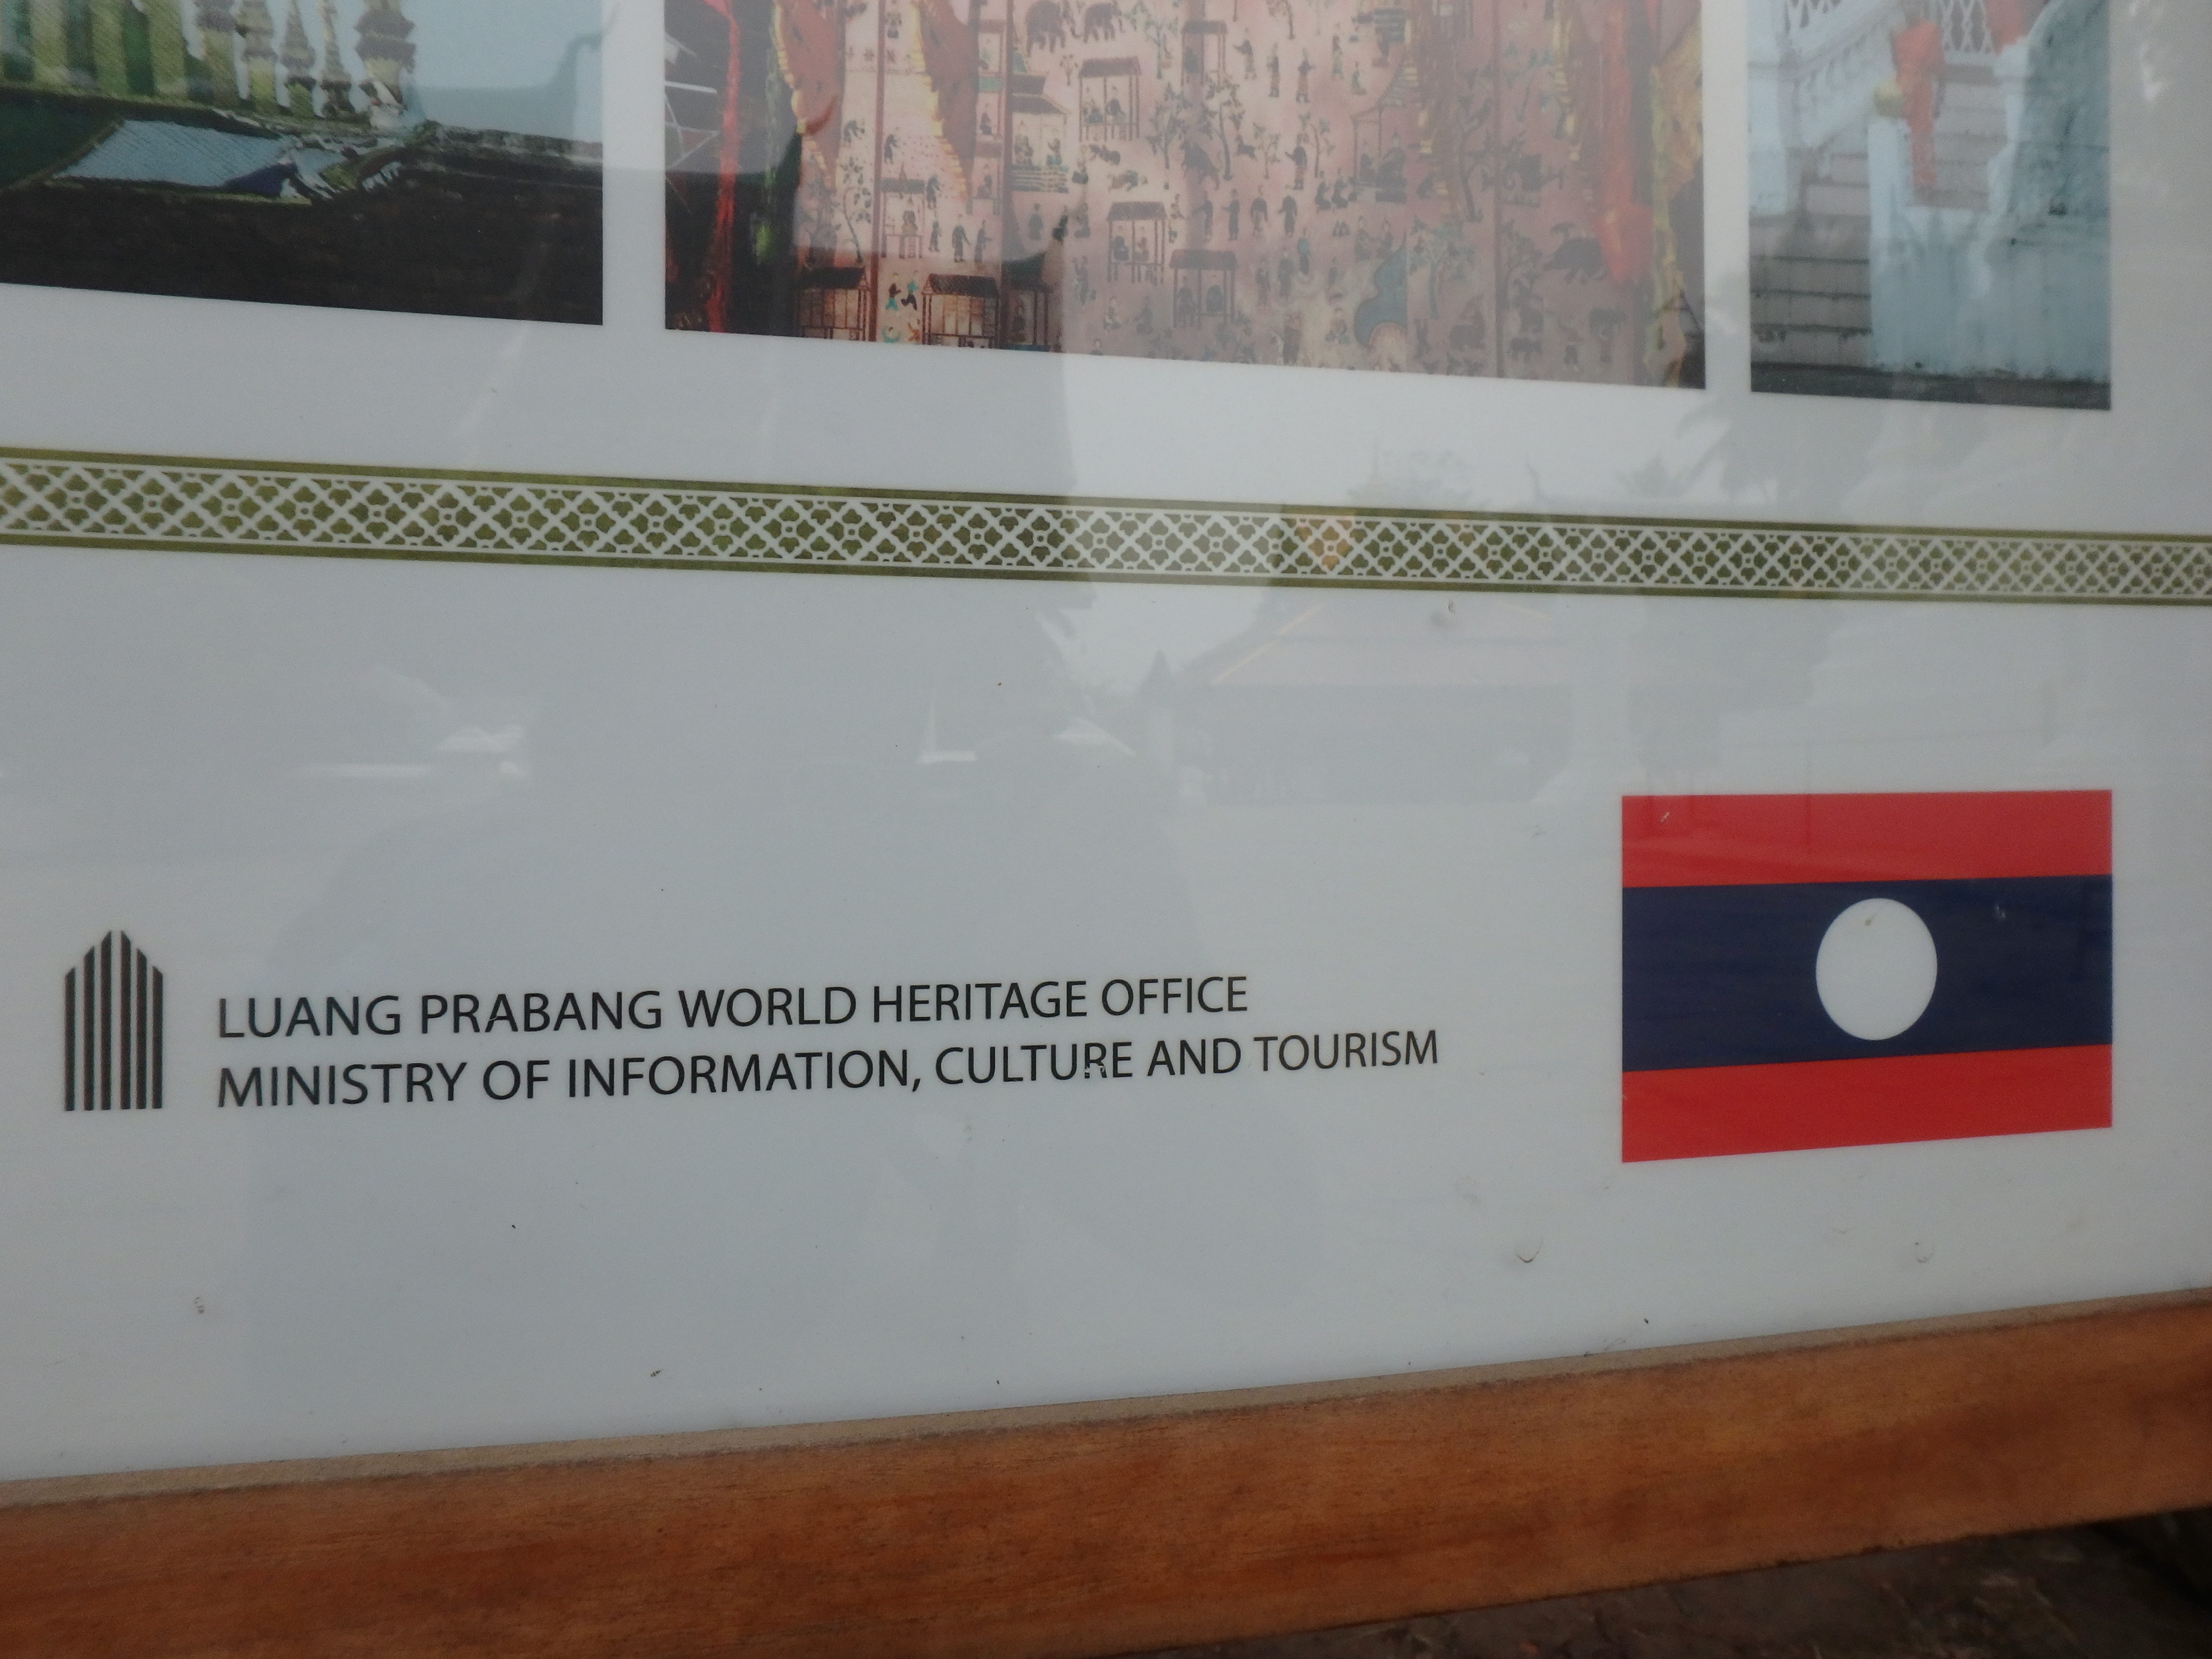 LUANG PRABANG WORLD HERITAGE OFFICE
MINISTRY OF INFORMATION, CULTURE AND TOURISM